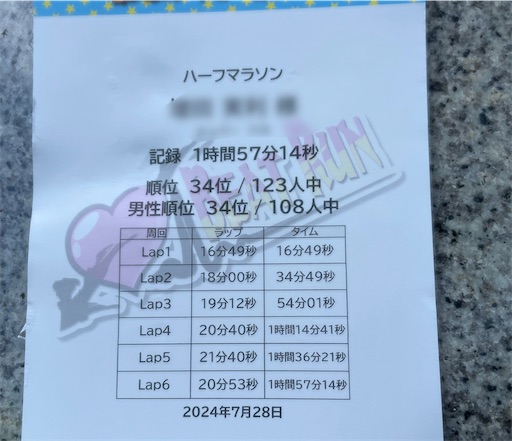 ハーフマラソン
記録 1時間57分14秒
順位 34位 / 123人中
男性順位 34位 / 108人中
周回 ラップ タイム
Lap1 16分49秒 16分49秒
Lap2 18分00秒 34分49秒
Lap3 19分12秒 54分01秒
Lap4 20分40秒 1時間14分41秒
Lap5 21分40秒 1時間36分21秒
Lap6 20分53秒 1時間57分14秒
2024年7月28日
BEAT RUN